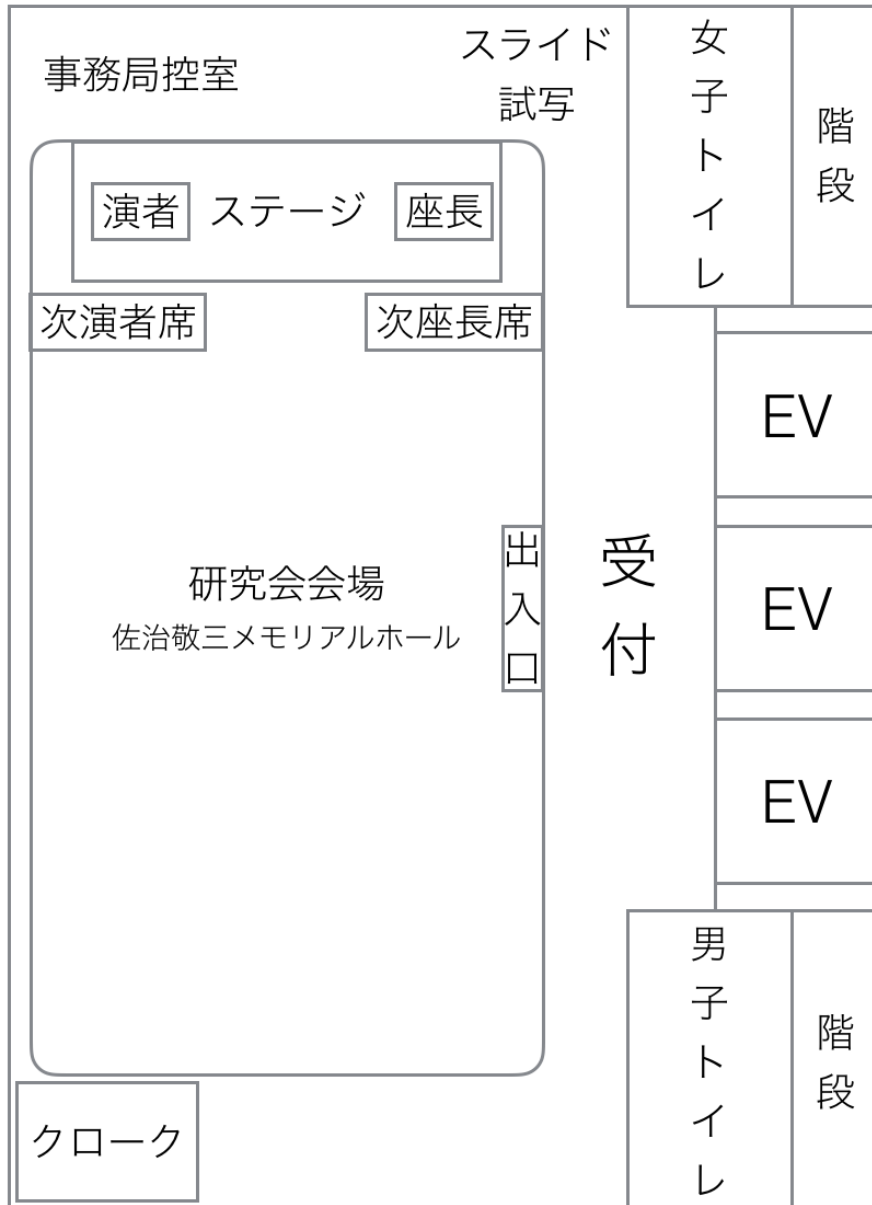 事務局控室
スライド
試写
女子トイレ
階段
演者
ステージ
座長
次演者席
次座長席
EV
研究会会場
佐治敬三メモリアルホール
出入口
受付
EV
EV
男子トイレ
階段
クローク